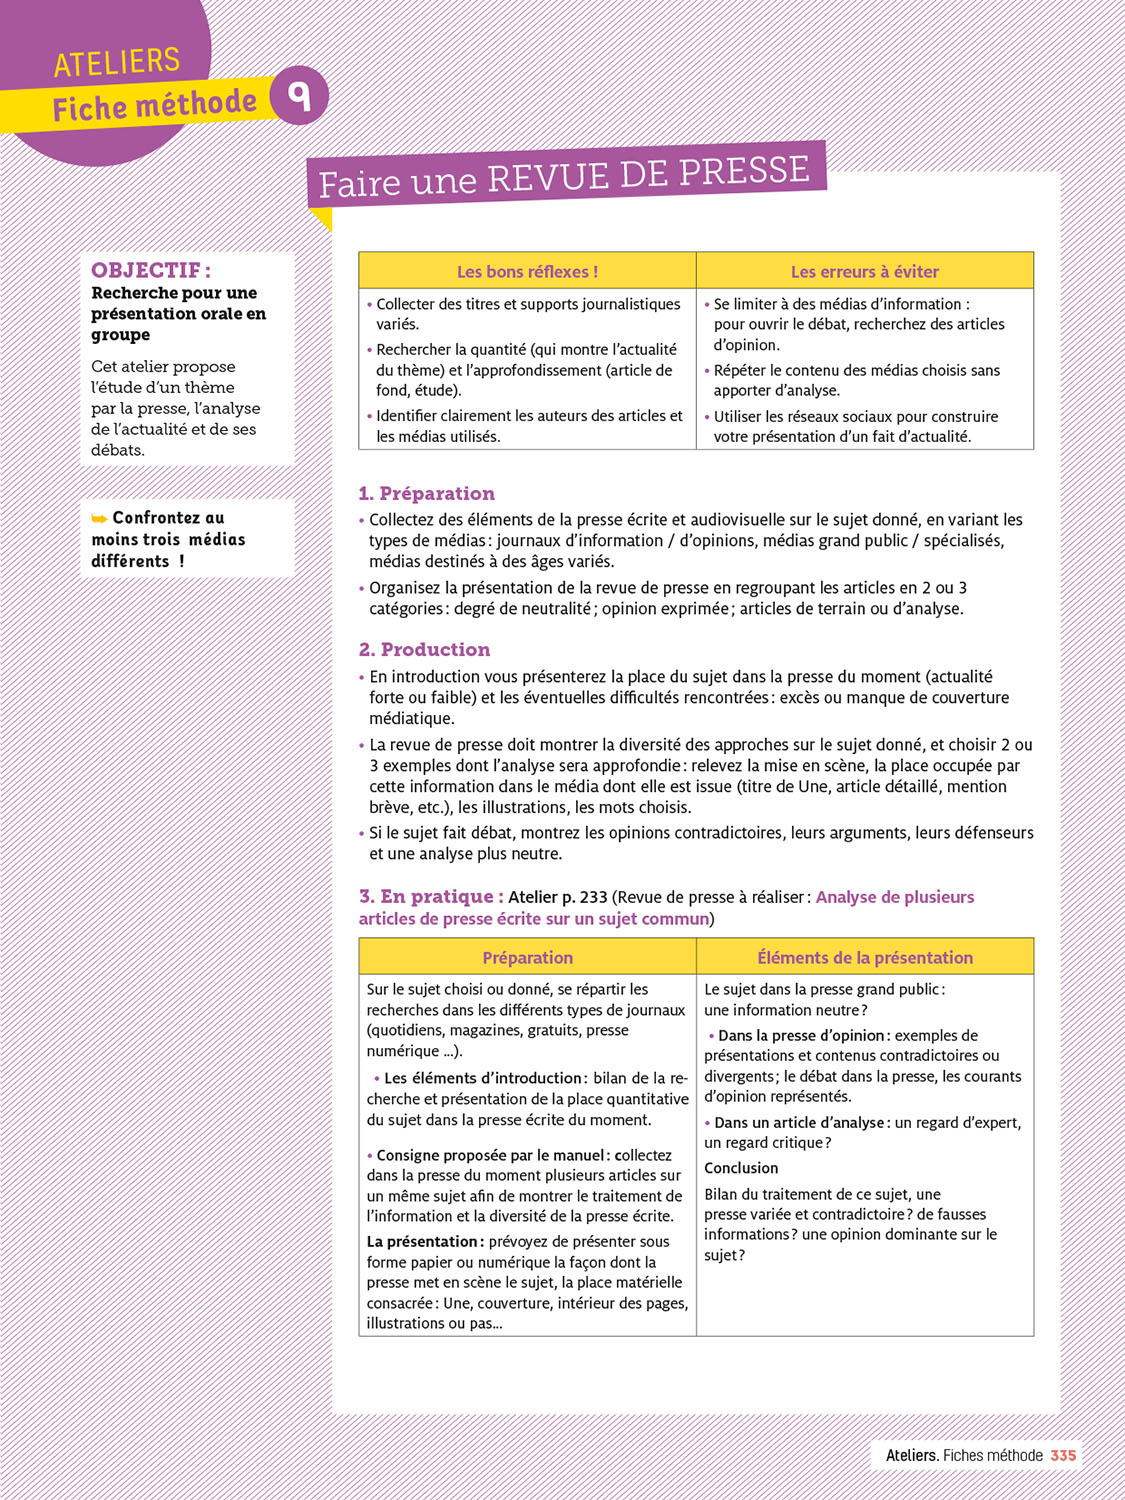 ATELIERS
Fiche méthode 9
Faire une REVUE DE PRESSE
OBJECTIF :
Recherche pour une
présentation orale en
groupe
Cet atelier propose
l’étude d’un thème
par la presse, l’analyse
de l’actualité et de ses
débats.
➥ Confrontez au
moins trois médias
différents !
Les bons réflexes !
• Collecter des titres et supports journalistiques
variés.
• Rechercher la quantité (qui montre l’actualité
du thème) et l’approfondissement (article de
fond, étude).
• Identifier clairement les auteurs des articles et
les médias utilisés.
Les erreurs à éviter
• Se limiter à des médias d’information :
pour ouvrir le débat, recherchez des articles
d’opinion.
• Répéter le contenu des médias choisis sans
apporter d’analyse.
• Utiliser les réseaux sociaux pour construire
votre présentation d’un fait d’actualité.
1. Préparation
• Collectez des éléments de la presse écrite et audiovisuelle sur le sujet donné, en variant les
types de médias : journaux d’information / d’opinions, médias grand public / spécialisés,
médias destinés à des âges variés.
• Organisez la présentation de la revue de presse en regroupant les articles en 2 ou 3
catégories : degré de neutralité ; opinion exprimée ; articles de terrain ou d’analyse.
2. Production
• En introduction vous présenterez la place du sujet dans la presse du moment (actualité
forte ou faible) et les éventuelles difficultés rencontrées : excès ou manque de couverture
médiatique.
• La revue de presse doit montrer la diversité des approches sur le sujet donné, et choisir 2 ou
3 exemples dont l’analyse sera approfondie : relevez la mise en scène, la place occupée par
cette information dans le média dont elle est issue (titre de Une, article détaillé, mention
brève, etc.), les illustrations, les mots choisis.
• Si le sujet fait débat, montrez les opinions contradictoires, leurs arguments, leurs défenseurs
et une analyse plus neutre.
3. En pratique : Atelier p. 233 (Revue de presse à réaliser : Analyse de plusieurs
articles de presse écrite sur un sujet commun)
Préparation
Sur le sujet choisi ou donné, se répartir les
recherches dans les différents types de journaux
(quotidiens, magazines, gratuits, presse
numérique ...).
• Les éléments d’introduction : bilan de la re-
cherche et présentation de la place quantitative
du sujet dans la presse écrite du moment.
• Consigne proposée par le manuel : collectez
dans la presse du moment plusieurs articles sur
un même sujet afin de montrer le traitement de
l’information et la diversité de la presse écrite.
La présentation : prévoyez de présenter sous
forme papier ou numérique la façon dont la
presse met en scène le sujet, la place matérielle
consacrée : Une, couverture, intérieur des pages,
illustrations ou pas...
Éléments de la présentation
Le sujet dans la presse grand public :
une information neutre ?
• Dans la presse d’opinion : exemples de
présentations et contenus contradictoires ou
divergents ; le débat dans la presse, les courants
d’opinion représentés.
• Dans un article d’analyse : un regard d’expert,
un regard critique ?
Conclusion
Bilan du traitement de ce sujet, une
presse variée et contradictoire ? de fausses
informations ? une opinion dominante sur le
sujet ?
Ateliers. Fiches méthode 335